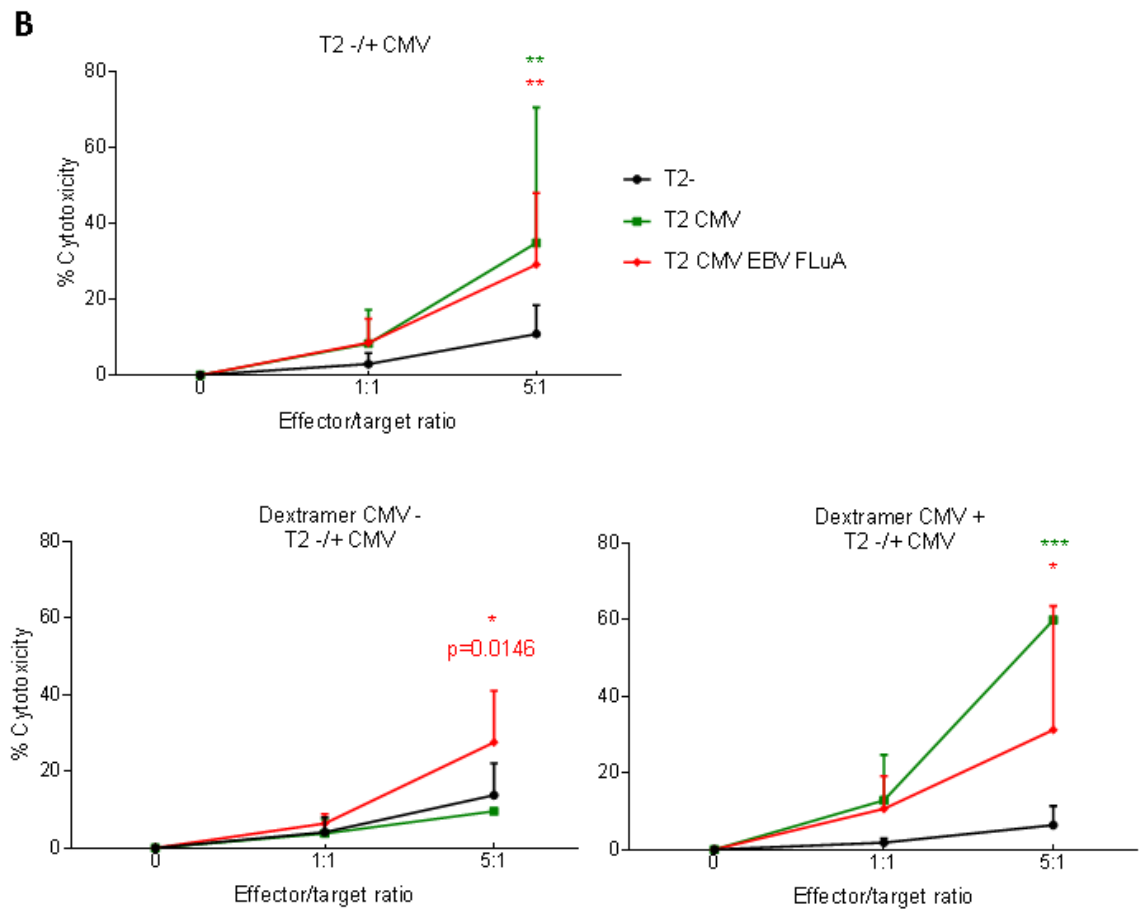 B
T2 -/+ CMV
**
**
80
60
40
20
0
% Cytotoxicity
0 1:1 5:1
Effector/target ratio
T2-
T2 CMV
T2 CMV EBV FLuA
Dextramer CMV -
T2 -/+ CMV
*
p=0.0146
80
60
40
20
0
% Cytotoxicity
0 1:1 5:1
Effector/target ratio
Dextramer CMV +
T2 -/+ CMV
***
*
80
60
40
20
0
0 1:1 5:1
Effector/target ratio